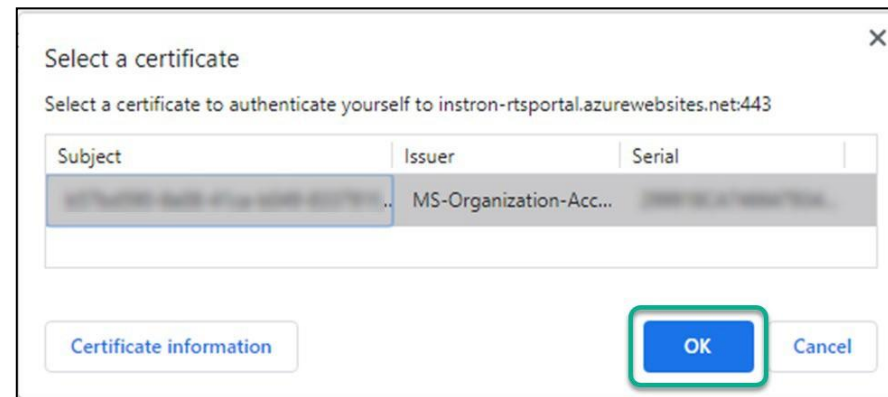 Select a certificate
Select a certificate to authenticate yourself to instron-rtsportal.azurewebsites.net:443
Subject Issuer Serial
MS-Organization-Acc...
Certificate information OK Cancel